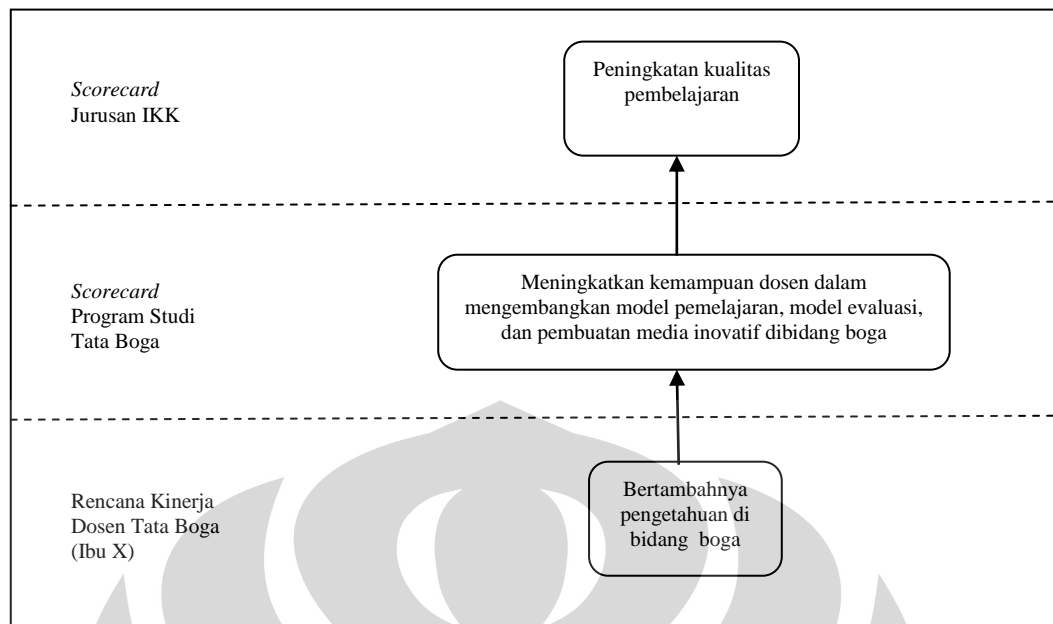 Scorecard
Jurusan IKK
Peningkatan kualitas
pembelajaran
Scorecard
Program Studi
Tata Boga
Meningkatkan kemampuan dosen dalam
mengembangkan model pemelajaran, model evaluasi,
dan pembuatan media inovatif dibidang boga
Rencana Kinerja
Dosen Tata Boga
(Ibu X)
Bertambahnya
pengetahuan di
bidang boga